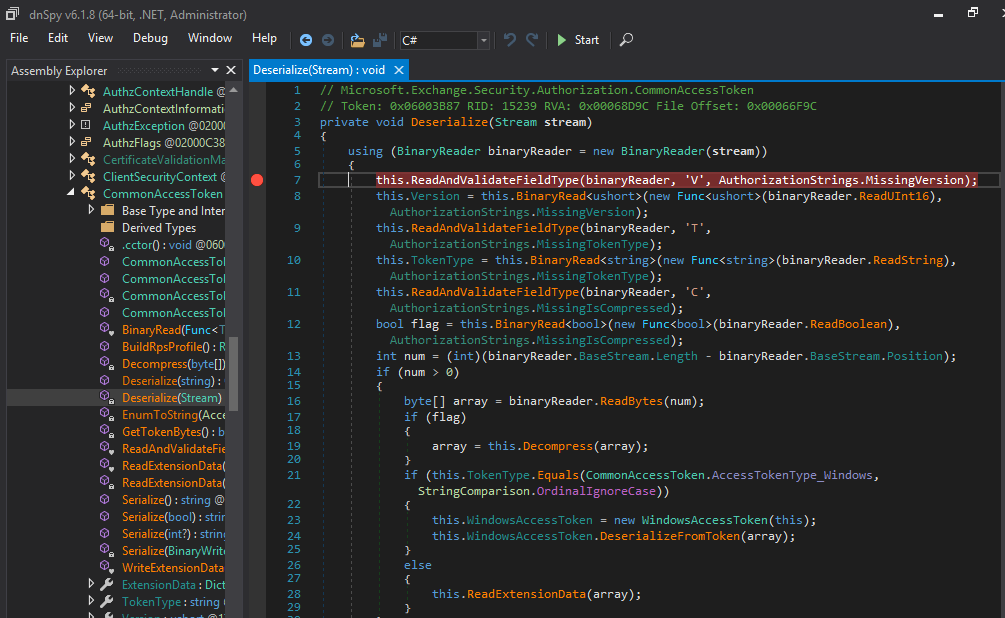 dnSpy v6.1.8 (64-bit, .NET, Administrator)
File Edit View Debug Window Help C# Start
Assembly Explorer
AuthzContextHandle @
AuthzContextInformati
AuthzException @02000
AuthzFlags @02000C38
CertificateValidationMa
ClientSecurityContext @
CommonAccessToken
Base Type and Inter
Derived Types
.cctor() : void @060
CommonAccessTol
CommonAccessTol
CommonAccessTol
CommonAccessTol
BinaryRead(Func<T
BuildRpsProfile() : R
Decompress(byte[])
Deserialize(string) :
Deserialize(Stream)
EnumToString(Acce
GetTokenBytes() : b
ReadAndValidateFie
ReadExtensionData(
ReadExtensionData(
Serialize() : string @
Serialize(bool) : strin
Serialize(int?) : string
Serialize(BinaryWrite
WriteExtensionData
ExtensionData : Dict
TokenType : string
Deserialize(Stream) : void
1 // Microsoft.Exchange.Security.Authorization.CommonAccessToken
2 // Token: 0x06003B87 RID: 15239 RVA: 0x00068D9C File Offset: 0x00066F9C
3 private void Deserialize(Stream stream)
4 {
5 using (BinaryReader binaryReader = new BinaryReader(stream))
6 {
7 this.ReadAndValidateFieldType(binaryReader, 'V', AuthorizationStrings.MissingVersion);
8 this.Version = this.BinaryRead<ushort>(new Func<ushort>(binaryReader.ReadUInt16),
AuthorizationStrings.MissingVersion);
9 this.ReadAndValidateFieldType(binaryReader, 'T',
AuthorizationStrings.MissingTokenType);
10 this.TokenType = this.BinaryRead<string>(new Func<string>(binaryReader.ReadString),
AuthorizationStrings.MissingTokenType);
11 this.ReadAndValidateFieldType(binaryReader, 'C',
AuthorizationStrings.MissingIsCompressed);
12 bool flag = this.BinaryRead<bool>(new Func<bool>(binaryReader.ReadBoolean),
AuthorizationStrings.MissingIsCompressed);
13 int num = (int)(binaryReader.BaseStream.Length - binaryReader.BaseStream.Position);
14 if (num > 0)
15 {
16 byte[] array = binaryReader.ReadBytes(num);
17 if (flag)
18 {
19 array = this.Decompress(array);
20 }
21 if (this.TokenType.Equals(CommonAccessToken.AccessTokenType_Windows,
StringComparison.OrdinalIgnoreCase))
22 {
23 this.WindowsAccessToken = new WindowsAccessToken(this);
24 this.WindowsAccessToken.DeserializeFromToken(array);
25 }
26 else
27 {
28 this.ReadExtensionData(array);
29 }